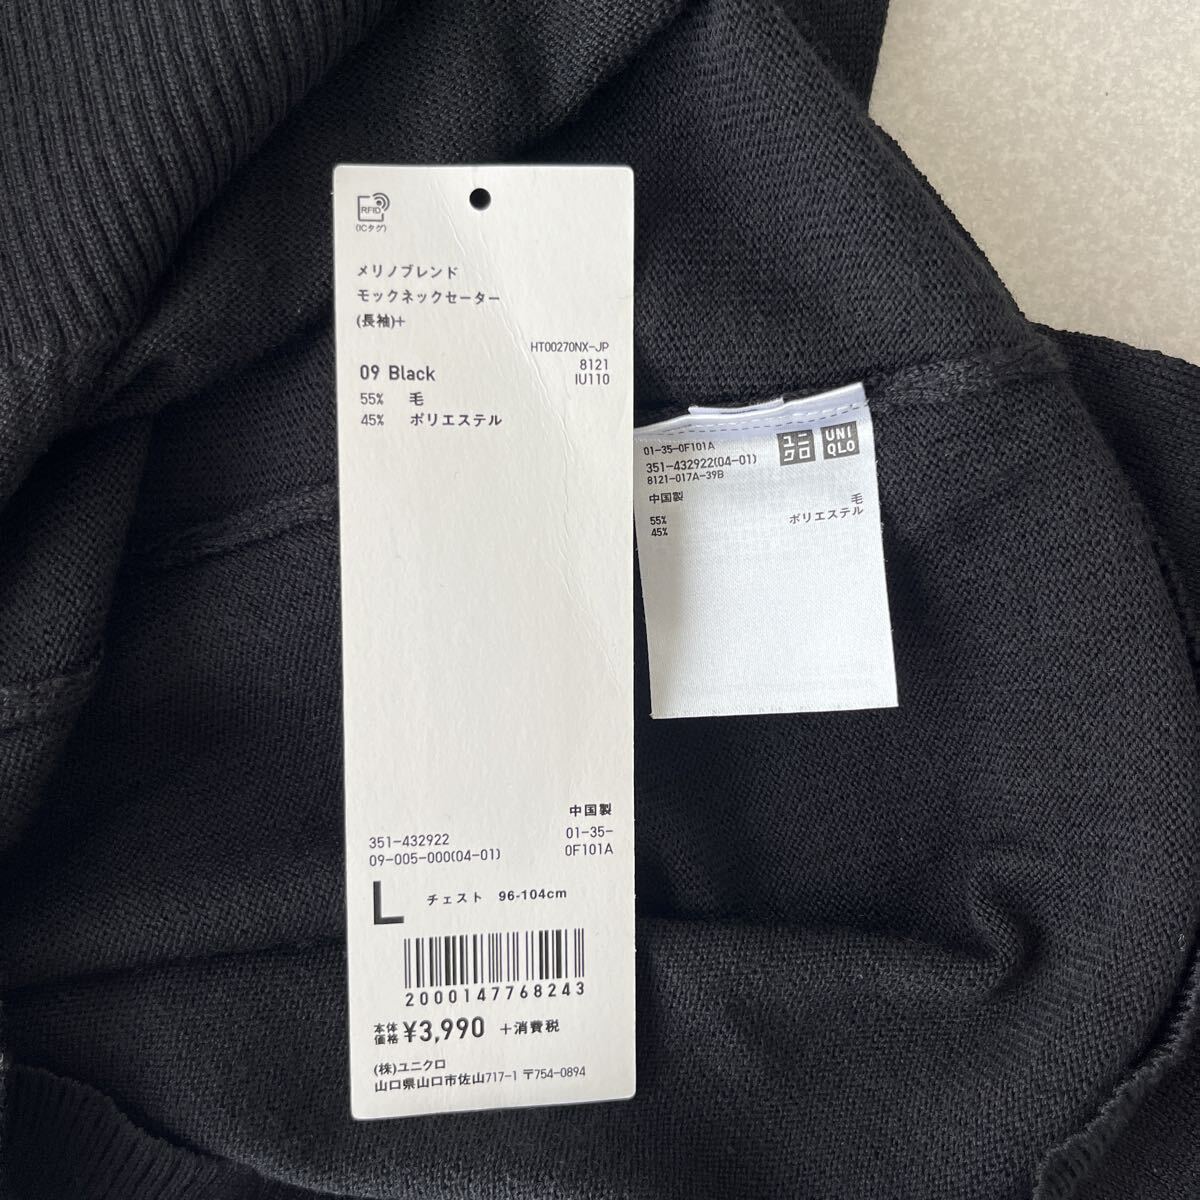 RFID
(ICタグ)
メリノブレンド
モックネックセーター
(長袖)+
HT00270NX-JP
8121
IU110
09 Black
55% 毛
45% ポリエステル
中国製
351-432922
09-005-000(04-01)
01-35-
0F101A
L チェスト 96-104cm
2000147768243
本体
価格 ¥3,990 +消費税
(株)ユニクロ
山口県山口市佐山717-1 〒754-0894
01-35-0F101A
351-432922(04-01)
8121-017A-39B
ユニ
クロ
UNI
QLO
中国製
55% 毛
45% ポリエステル